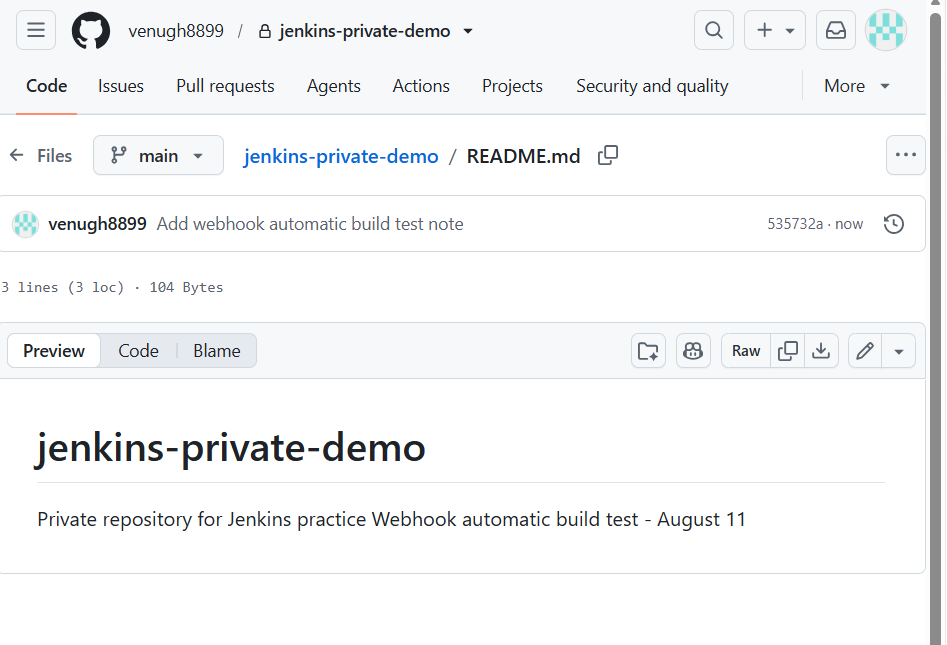 venugh8899 / jenkins-private-demo
Code Issues Pull requests Agents Actions Projects Security and quality More
Files main jenkins-private-demo / README.md
venugh8899 Add webhook automatic build test note 535732a · now
3 lines (3 loc) · 104 Bytes
Preview Code Blame Raw
jenkins-private-demo
Private repository for Jenkins practice Webhook automatic build test - August 11